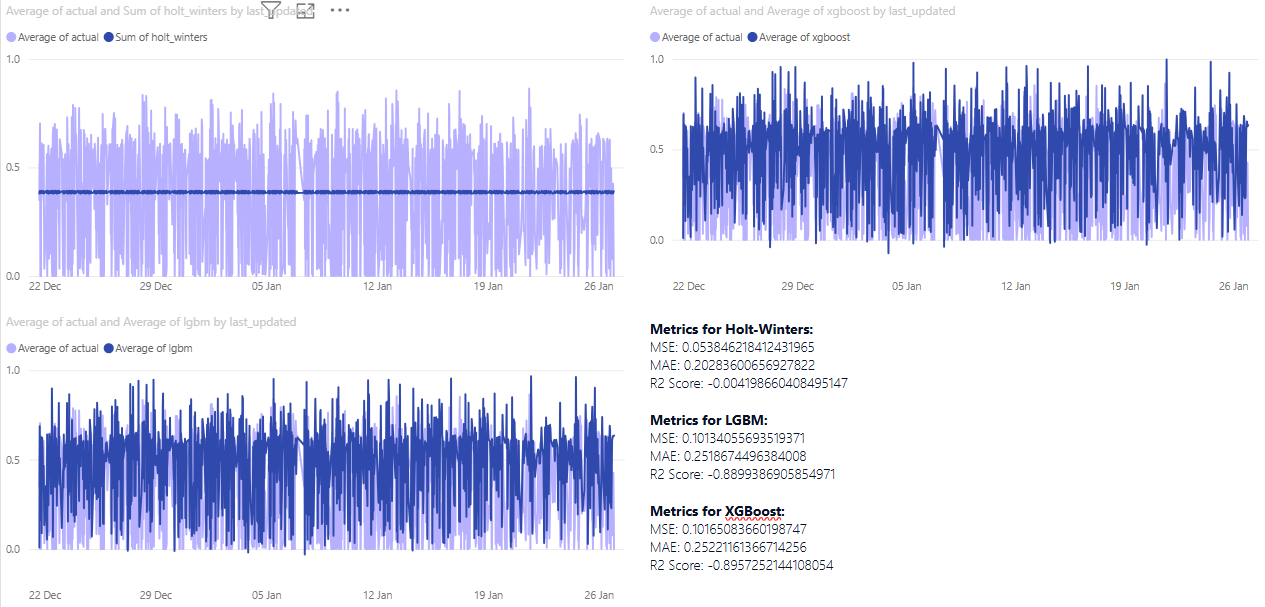 Average of actual and Sum of holt_winters by last_updated
Average of actual Sum of holt_winters
1.0
0.5
0.0
22 Dec 29 Dec 05 Jan 12 Jan 19 Jan 26 Jan
Average of actual and Average of xgboost by last_updated
Average of actual Average of xgboost
1.0
0.5
0.0
22 Dec 29 Dec 05 Jan 12 Jan 19 Jan 26 Jan
Average of actual and Average of lgbm by last_updated
Average of actual Average of lgbm
1.0
0.5
0.0
22 Dec 29 Dec 05 Jan 12 Jan 19 Jan 26 Jan
Metrics for Holt-Winters:
MSE: 0.053846218412431965
MAE: 0.20283600656927822
R2 Score: -0.004198660408495147
Metrics for LGBM:
MSE: 0.10134055693519371
MAE: 0.2518674496384008
R2 Score: -0.8899386905854971
Metrics for XGBoost:
MSE: 0.10165083660198747
MAE: 0.25221161366714256
R2 Score: -0.8957252144108054